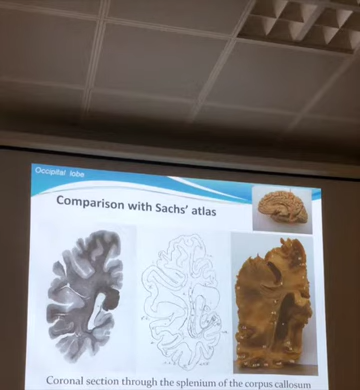 Occipital lobe
Comparison with Sachs' atlas
Coronal section through the splenium of the corpus callosum